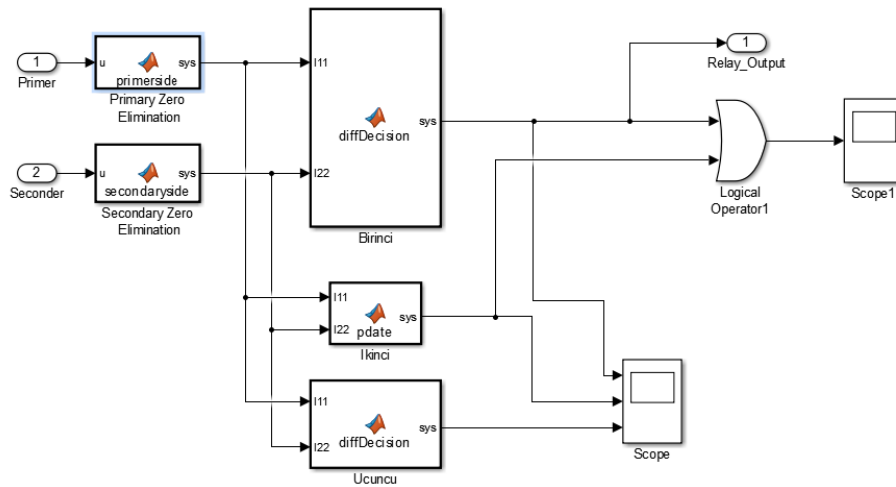 1
Primer
u
sys
primerside
Primary Zero
Elimination
2
Seconder
u
sys
secondaryside
Secondary Zero
Elimination
I11
I22
sys
diffDecision
Birinci
I11
I22
sys
pdate
Ikinci
I11
I22
sys
diffDecision
Ucuncu
1
Relay_Output
Logical
Operator1
Scope1
Scope